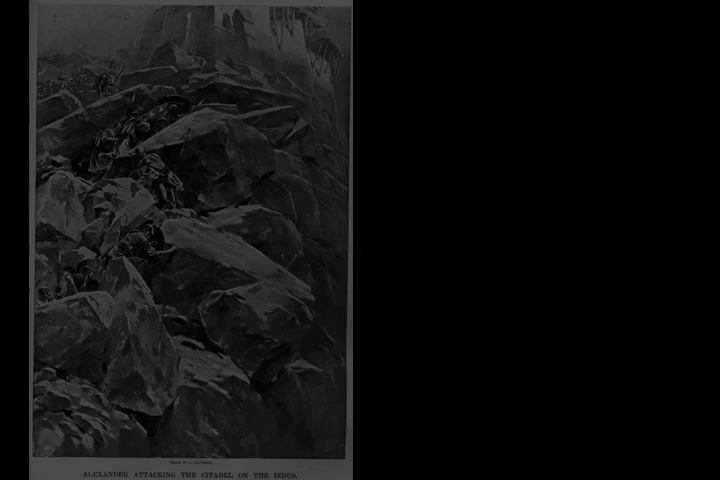 ALEXANDER ATTACKING THE CITADEL ON THE INDUS.